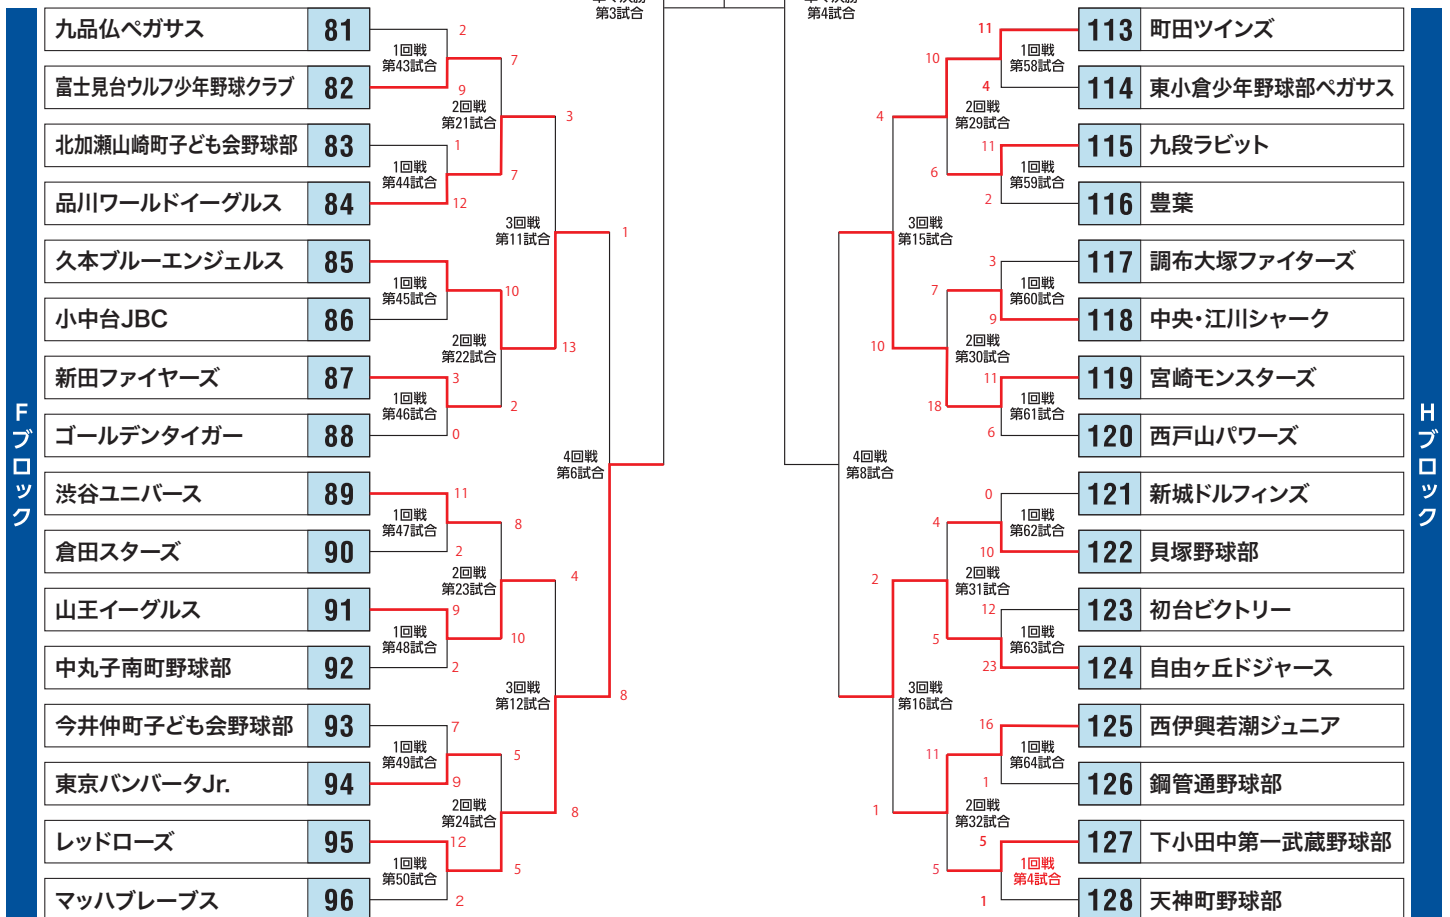 準々決勝
第3試合
Fブロック
九品仏ペガサス 81
富士見台ウルフ少年野球クラブ 82
北加瀬山崎町子ども会野球部 83
品川ワールドイーグルス 84
久本ブルーエンジェルス 85
小中台JBC 86
新田ファイヤーズ 87
ゴールデンタイガー 88
渋谷ユニバース 89
倉田スターズ 90
山王イーグルス 91
中丸子南町野球部 92
今井仲町子ども会野球部 93
東京バンバータJr. 94
レッドローズ 95
マッハブレーブス 96
2
1回戦
第43試合
9
1
1回戦
第44試合
12
1回戦
第45試合
3
1回戦
第46試合
0
11
1回戦
第47試合
2
9
1回戦
第48試合
2
7
1回戦
第49試合
9
12
1回戦
第50試合
2
7
2回戦
第21試合
7
10
2回戦
第22試合
2
8
2回戦
第23試合
10
5
2回戦
第24試合
5
3
3回戦
第11試合
13
4
3回戦
第12試合
8
1
4回戦
第6試合
8
準々決勝
第4試合
4回戦
第8試合
4
3回戦
第15試合
10
2
3回戦
第16試合
1
10
2回戦
第29試合
6
7
2回戦
第30試合
18
4
2回戦
第31試合
5
11
2回戦
第32試合
5
11
1回戦
第58試合
4
11
1回戦
第59試合
2
3
1回戦
第60試合
9
11
1回戦
第61試合
6
0
1回戦
第62試合
10
12
1回戦
第63試合
23
16
1回戦
第64試合
1
5
1回戦
第4試合
1
113 町田ツインズ
114 東小倉少年野球部ペガサス
115 九段ラビット
116 豊葉
117 調布大塚ファイターズ
118 中央・江川シャーク
119 宮崎モンスターズ
120 西戸山パワーズ
121 新城ドルフィンズ
122 貝塚野球部
123 初台ビクトリー
124 自由ヶ丘ドジャース
125 西伊興若潮ジュニア
126 鋼管通野球部
127 下小田中第一武蔵野球部
128 天神町野球部
Hブロック